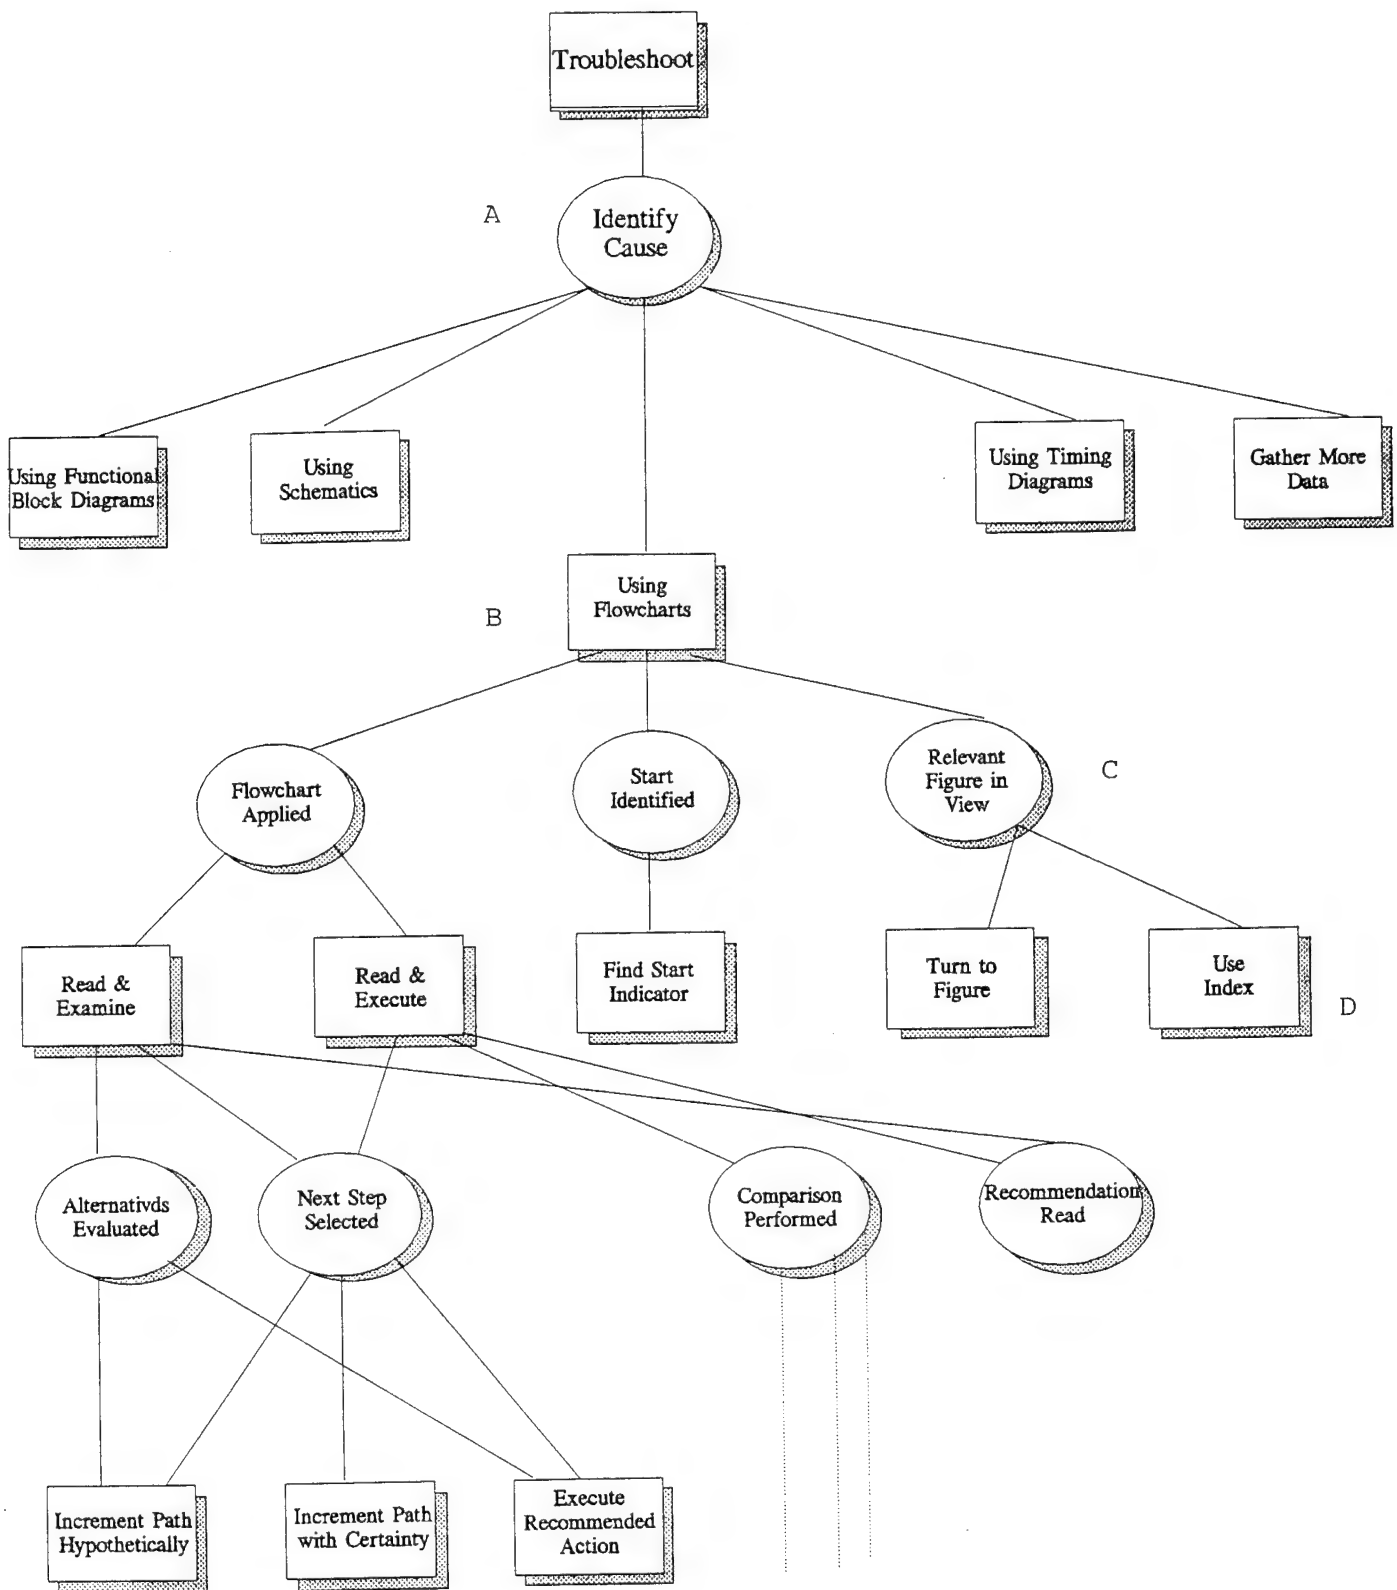 Troubleshoot
A
Identify
Cause
Using Functional
Block Diagrams
Using
Schematics
Using Timing
Diagrams
Gather More
Data
B
Using
Flowcharts
Flowchart
Applied
Start
Identified
Relevant
Figure in
View
C
Read &
Examine
Read &
Execute
Find Start
Indicator
Turn to
Figure
Use
Index
D
Alternativds
Evaluated
Next Step
Selected
Comparison
Performed
Recommendation
Read
Increment Path
Hypothetically
Increment Path
with Certainty
Execute
Recommended
Action